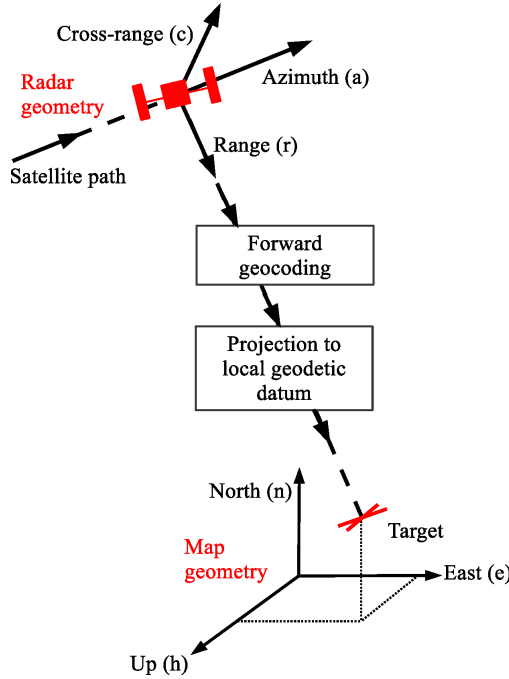 Cross-range (c)
Azimuth (a)
Radar
geometry
Range (r)
Satellite path
Forward
geocoding
Projection to
local geodetic
datum
North (n)
Target
Map
geometry
East (e)
Up (h)